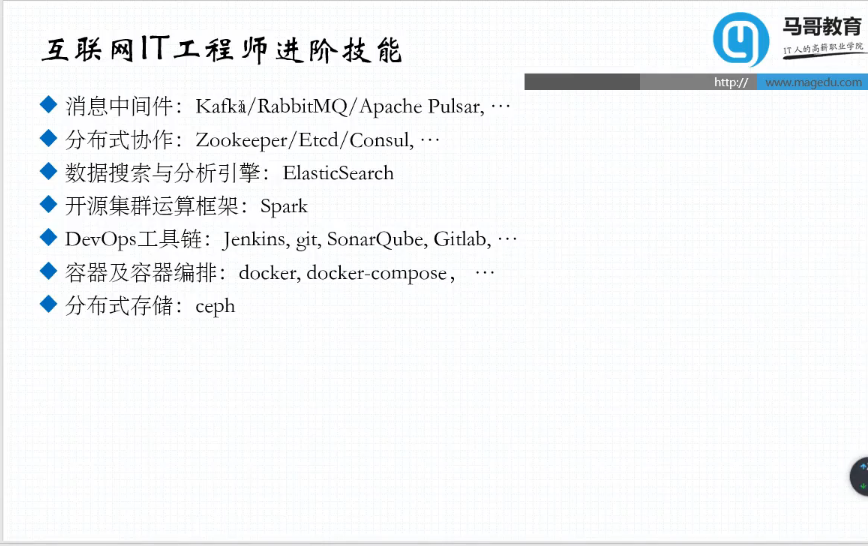 互联网IT工程师进阶技能
马哥教育
IT人的高薪职业学院
http://www.magedu.com
消息中间件：Kafka/RabbitMQ/Apache Pulsar, …
分布式协作：Zookeeper/Etcd/Consul, …
数据搜索与分析引擎：ElasticSearch
开源集群运算框架：Spark
DevOps工具链：Jenkins, git, SonarQube, Gitlab, …
容器及容器编排：docker, docker-compose， …
分布式存储：ceph